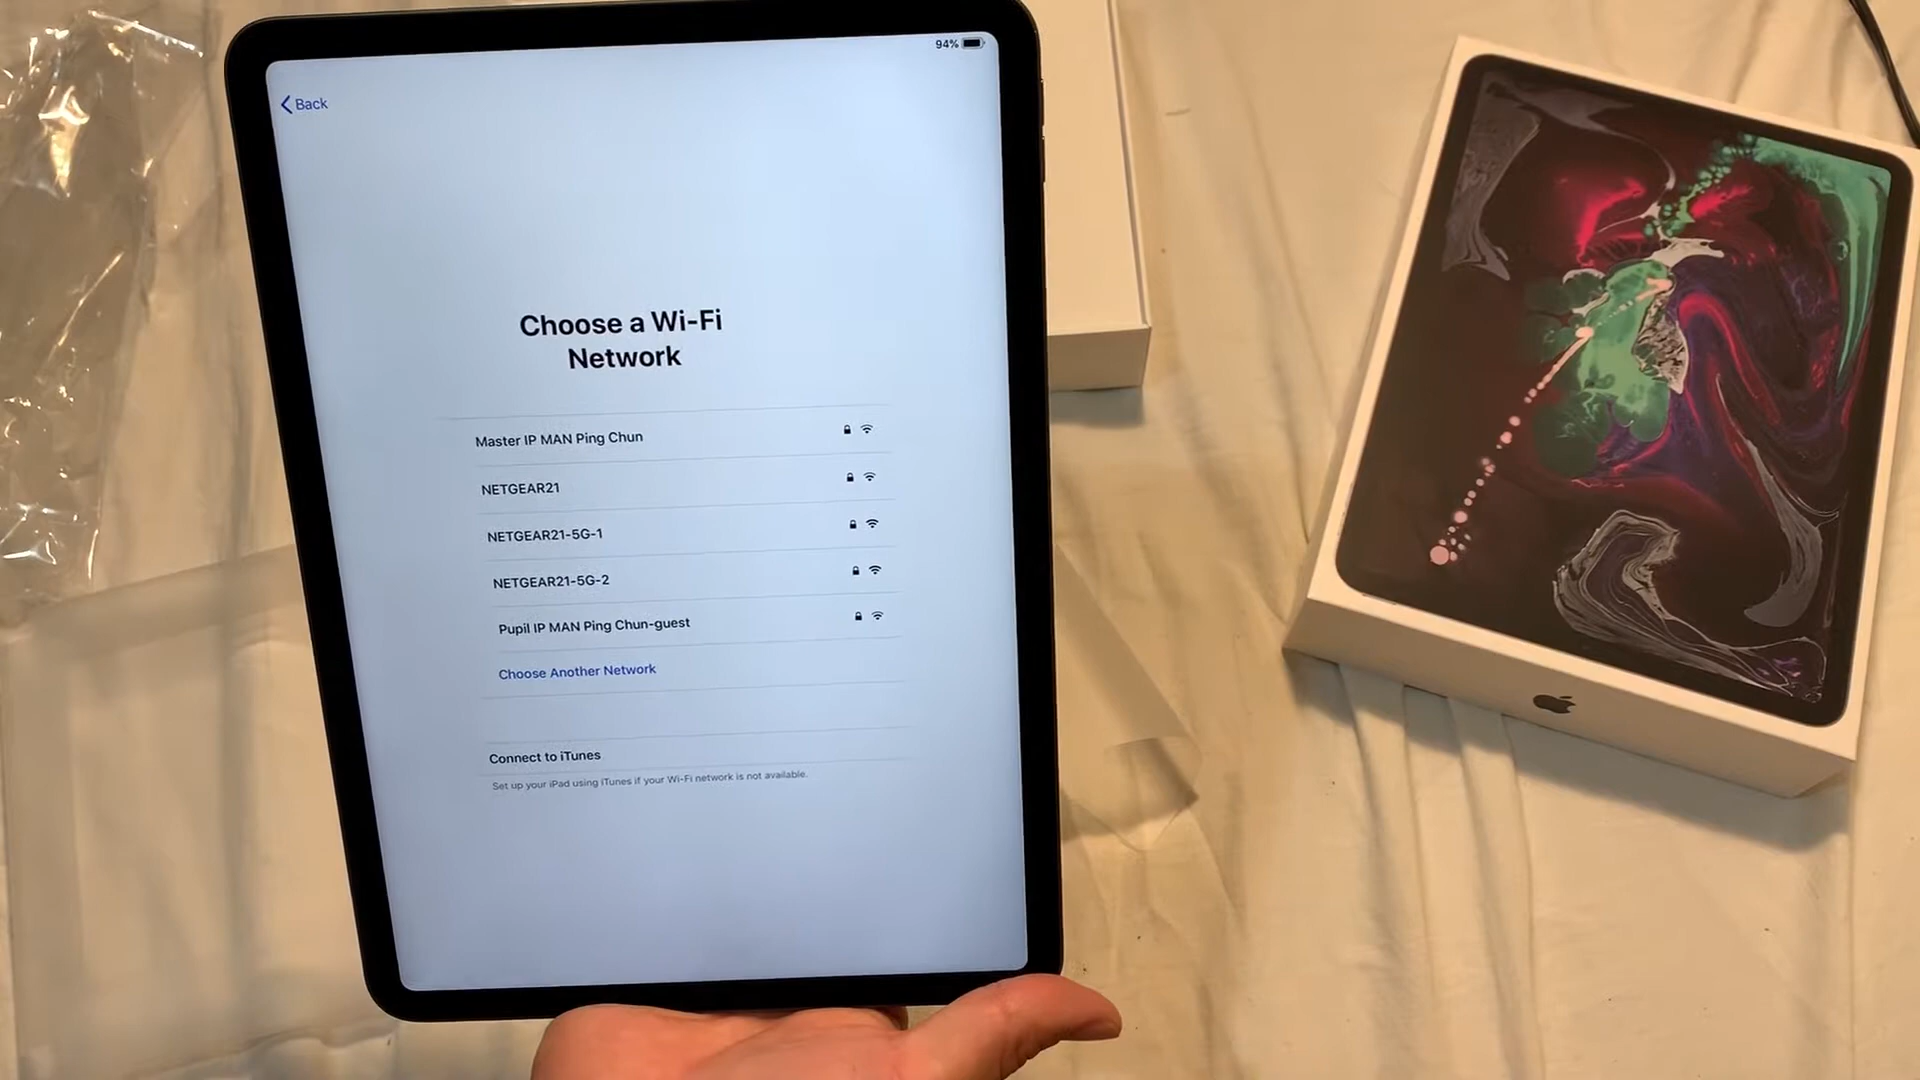 94%
Back
Choose a Wi-Fi
Network
Master IP MAN Ping Chun
NETGEAR21
NETGEAR21-5G-1
NETGEAR21-5G-2
Pupil IP MAN Ping Chun-guest
Choose Another Network
Connect to iTunes
Set up your iPad using iTunes if your Wi-Fi network is not available.